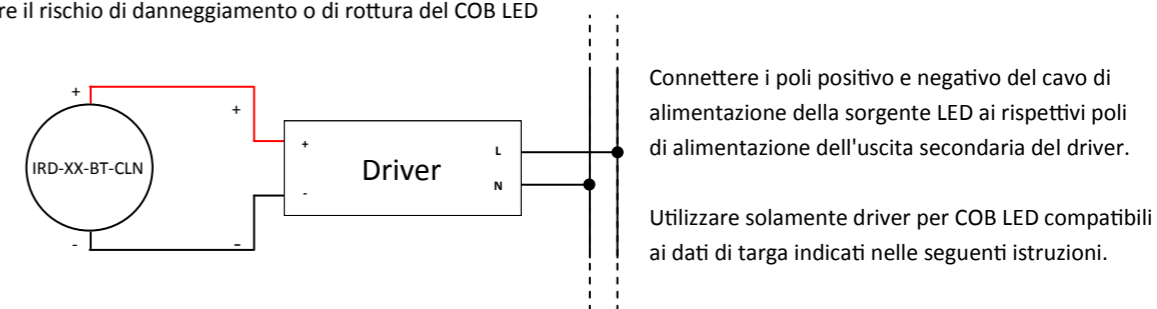 re il rischio di danneggiamento o di rottura del COB LED
Connettere i poli positivo e negativo del cavo di
alimentazione della sorgente LED ai rispettivi poli
di alimentazione dell'uscita secondaria del driver.
Utilizzare solamente driver per COB LED compatibili
ai dati di targa indicati nelle seguenti istruzioni.
+
+
+
L
IRD-XX-BT-CLN
Driver
N
-
-
-